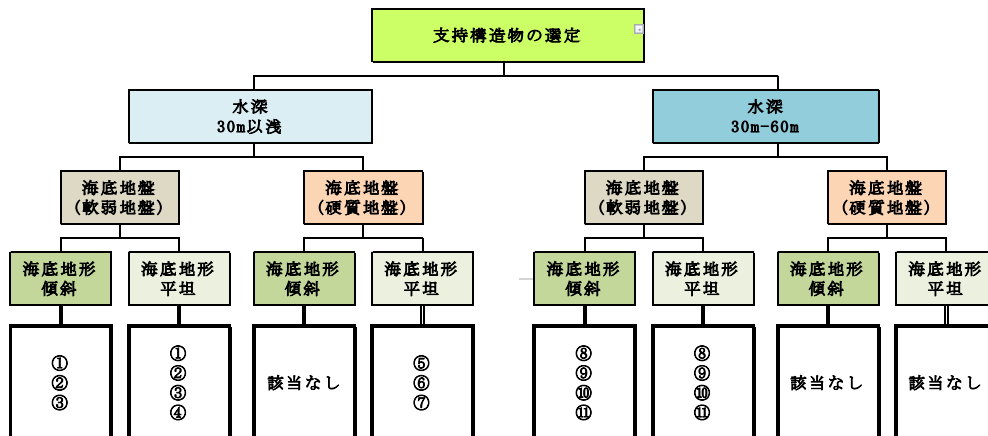 支持構造物の選定
水深
30m以浅
水深
30m-60m
海底地盤
(軟弱地盤)
海底地盤
(硬質地盤)
海底地盤
(軟弱地盤)
海底地盤
(硬質地盤)
海底地形
傾斜
海底地形
平坦
海底地形
傾斜
海底地形
平坦
海底地形
傾斜
海底地形
平坦
海底地形
傾斜
海底地形
平坦
①
②
③
①
②
③
④
該当なし
⑤
⑥
⑦
⑧
⑨
⑩
⑪
⑧
⑨
⑩
⑪
該当なし
該当なし